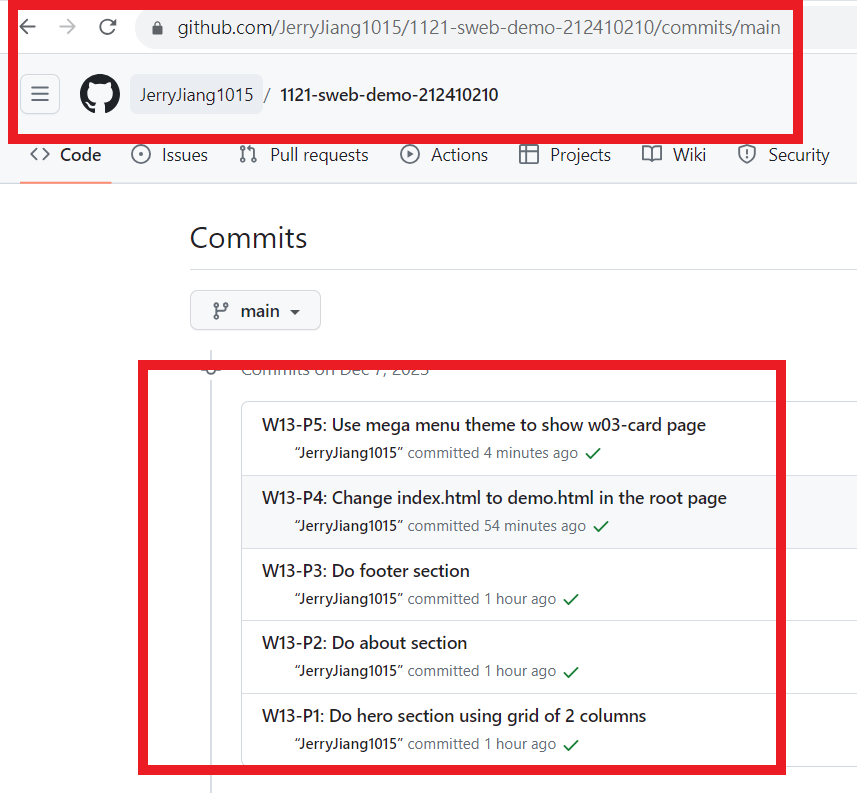 github.com/JerryJiang1015/1121-sweb-demo-212410210/commits/main
JerryJiang1015 / 1121-sweb-demo-212410210
Code Issues Pull requests Actions Projects Wiki Security
Commits
main
Commits on Dec 7, 2023
W13-P5: Use mega menu theme to show w03-card page
“JerryJiang1015” committed 4 minutes ago
W13-P4: Change index.html to demo.html in the root page
“JerryJiang1015” committed 54 minutes ago
W13-P3: Do footer section
“JerryJiang1015” committed 1 hour ago
W13-P2: Do about section
“JerryJiang1015” committed 1 hour ago
W13-P1: Do hero section using grid of 2 columns
“JerryJiang1015” committed 1 hour ago